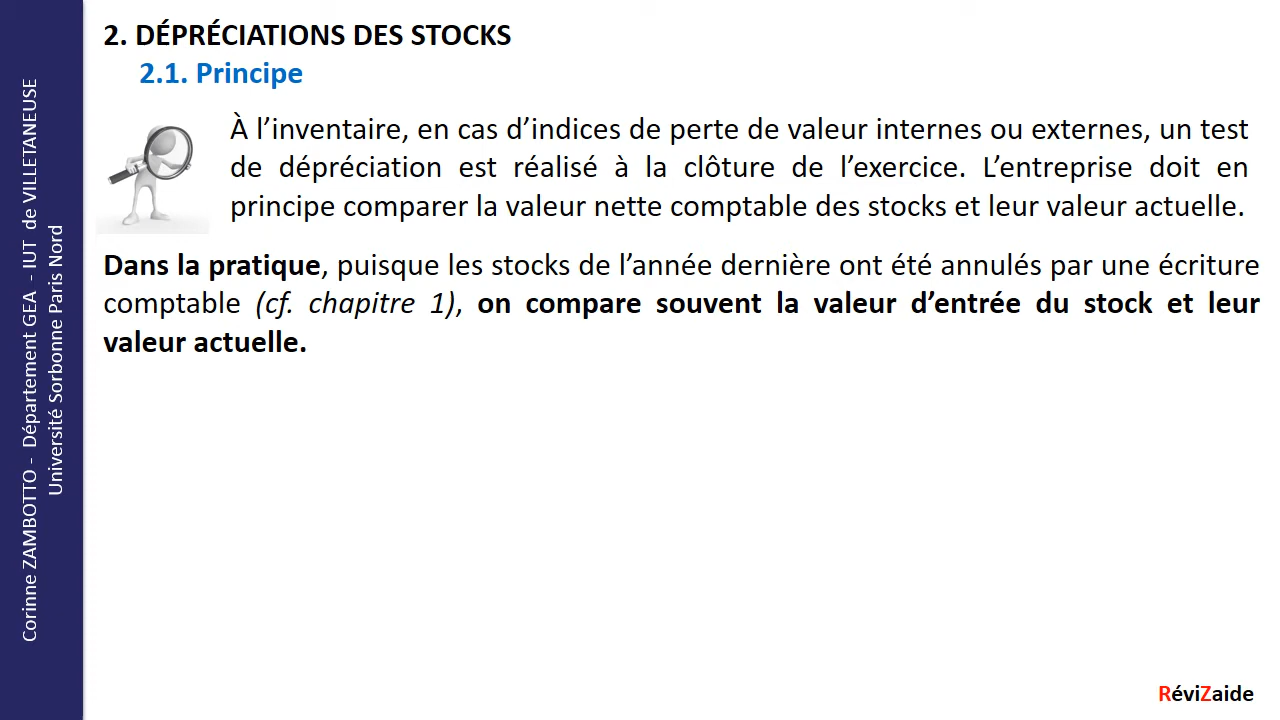 2. DÉPRÉCIATIONS DES STOCKS
2.1. Principe
À l’inventaire, en cas d’indices de perte de valeur internes ou externes, un test
de dépréciation est réalisé à la clôture de l’exercice. L’entreprise doit en
principe comparer la valeur nette comptable des stocks et leur valeur actuelle.
Dans la pratique, puisque les stocks de l’année dernière ont été annulés par une écriture
comptable (cf. chapitre 1), on compare souvent la valeur d’entrée du stock et leur
valeur actuelle.
Corinne ZAMBOTTO - Département GEA - IUT de VILLETANEUSE
Université Sorbonne Paris Nord
RéviZaide